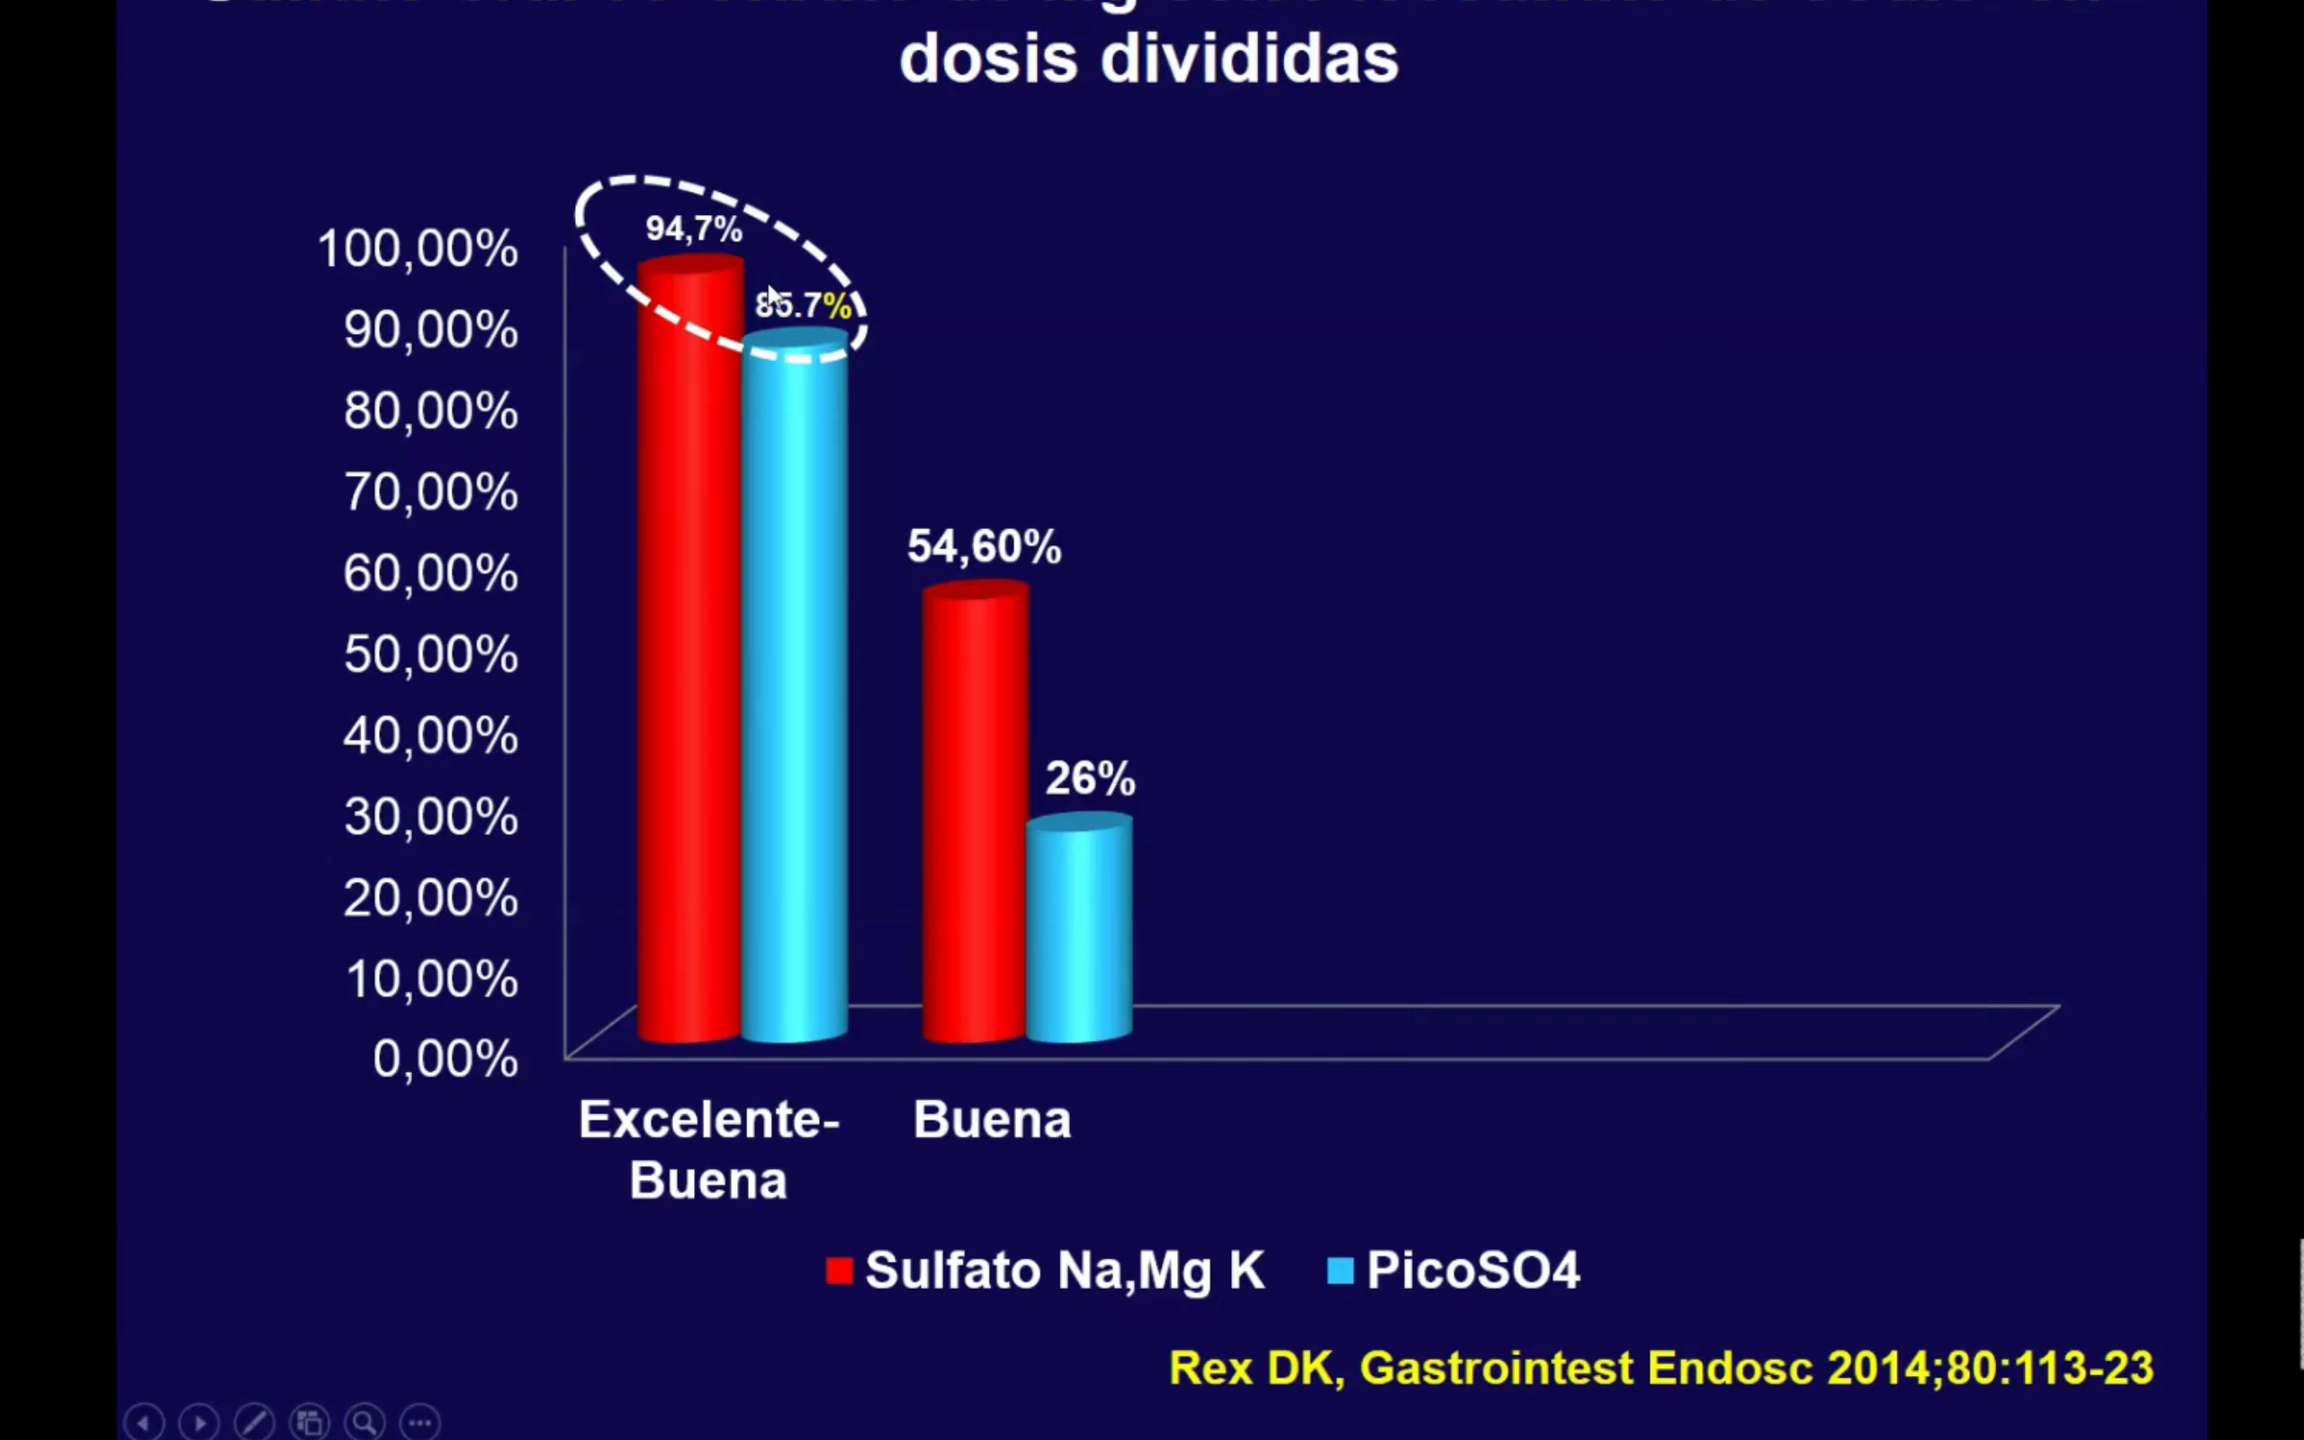 dosis divididas
94,7%
85.7%
100,00%
90,00%
80,00%
70,00%
60,00%
50,00%
40,00%
30,00%
20,00%
10,00%
0,00%
54,60%
26%
Excelente-
Buena
Buena
Sulfato Na,Mg K
PicoSO4
Rex DK, Gastrointest Endosc 2014;80:113-23